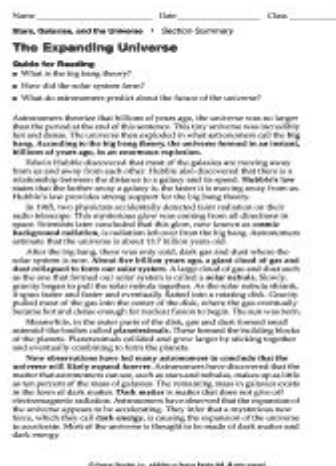 Name Date Class
Stars, Galaxies, and the Universe • Section Summary
The Expanding Universe
Guide for Reading
■ What is the big bang theory?
■ How did the solar system form?
■ What do astronomers predict about the future of the universe?
Astronomers theorize that billions of years ago, the universe was no larger
than the period at the end of this sentence. This tiny universe was incredibly
hot and dense. The universe then exploded in what astronomers call the big
bang. According to the big bang theory, the universe formed in an instant,
billions of years ago, in an enormous explosion.
Edwin Hubble discovered that most of the galaxies are moving away
from us and away from each other. Hubble also discovered that there is a
relationship between the distance to a galaxy and its speed. Hubble's law
states that the farther away a galaxy is, the faster it is moving away from us.
Hubble's law provides strong support for the big bang theory.
In 1965, two physicists accidentally detected faint radiation on their
radio telescope. This mysterious glow was coming from all directions in
space. Scientists later concluded that this glow, now known as cosmic
background radiation, is radiation left over from the big bang. Astronomers
estimate that the universe is about 13.7 billion years old.
After the big bang, there was only cold, dark gas and dust where the
solar system is now. About five billion years ago, a giant cloud of gas and
dust collapsed to form our solar system. A large cloud of gas and dust such
as the one that formed our solar system is called a solar nebula. Slowly,
gravity began to pull the solar nebula together. As the solar nebula shrank,
it spun faster and faster and eventually flattened into a rotating disk. Gravity
pulled most of the gas into the center of the disk, where the gas eventually
became hot and dense enough for nuclear fusion to begin. The sun was born.
Meanwhile, in the outer parts of the disk, gas and dust formed small
asteroid-like bodies called planetesimals. These formed the building blocks
of the planets. Planetesimals collided and grew larger by sticking together
and eventually combining to form the planets.
New observations have led many astronomers to conclude that the
universe will likely expand forever. Astronomers have discovered that the
matter that astronomers can see, such as stars and nebulas, makes up as little
as ten percent of the mass of galaxies. The remaining mass in galaxies exists
in the form of dark matter. Dark matter is matter that does not give off
electromagnetic radiation. Astronomers have observed that the expansion of
the universe appears to be accelerating. They infer that a mysterious new
force, which they call dark energy, is causing the expansion of the universe
to accelerate. Most of the universe is thought to be made of dark matter and
dark energy.